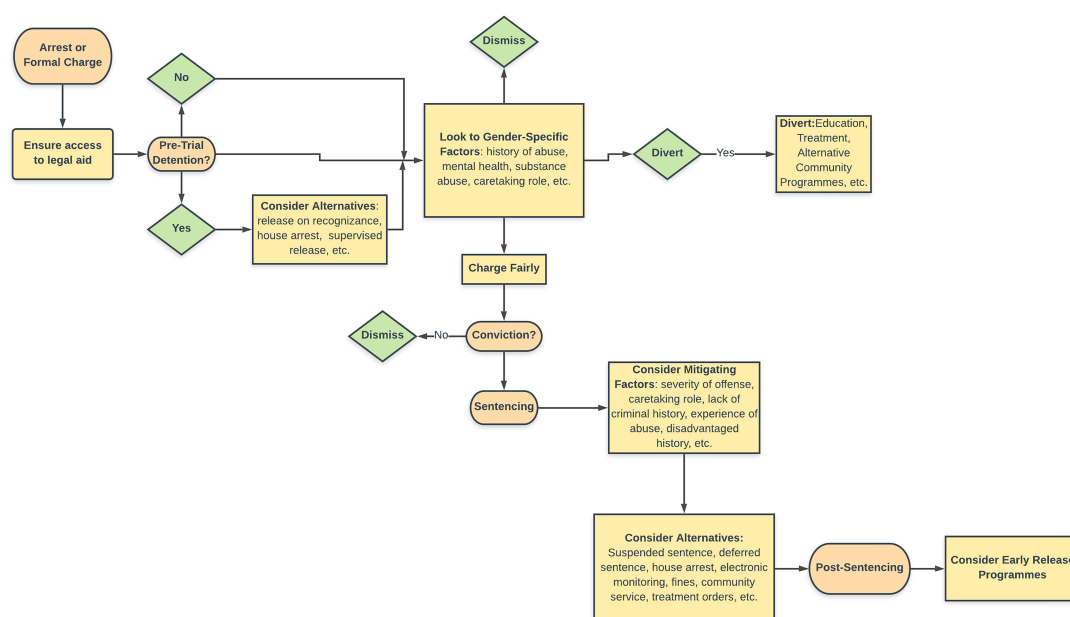 Arrest or
Formal Charge
Ensure access
to legal aid
No
Pre-Trial
Detention?
Yes
Consider Alternatives:
release on recognizance,
house arrest, supervised
release, etc.
Dismiss
Look to Gender-Specific
Factors: history of abuse,
mental health, substance
abuse, caretaking role, etc.
Divert
Yes
Divert:Education,
Treatment,
Alternative
Community
Programmes, etc.
Charge Fairly
Conviction?
No
Dismiss
Sentencing
Consider Mitigating
Factors: severity of offense,
caretaking role, lack of
criminal history, experience of
abuse, disadvantaged
history, etc.
Consider Alternatives:
Suspended sentence, deferred
sentence, house arrest, electronic
monitoring, fines, community
service, treatment orders, etc.
Post-Sentencing
Consider Early Release
Programmes